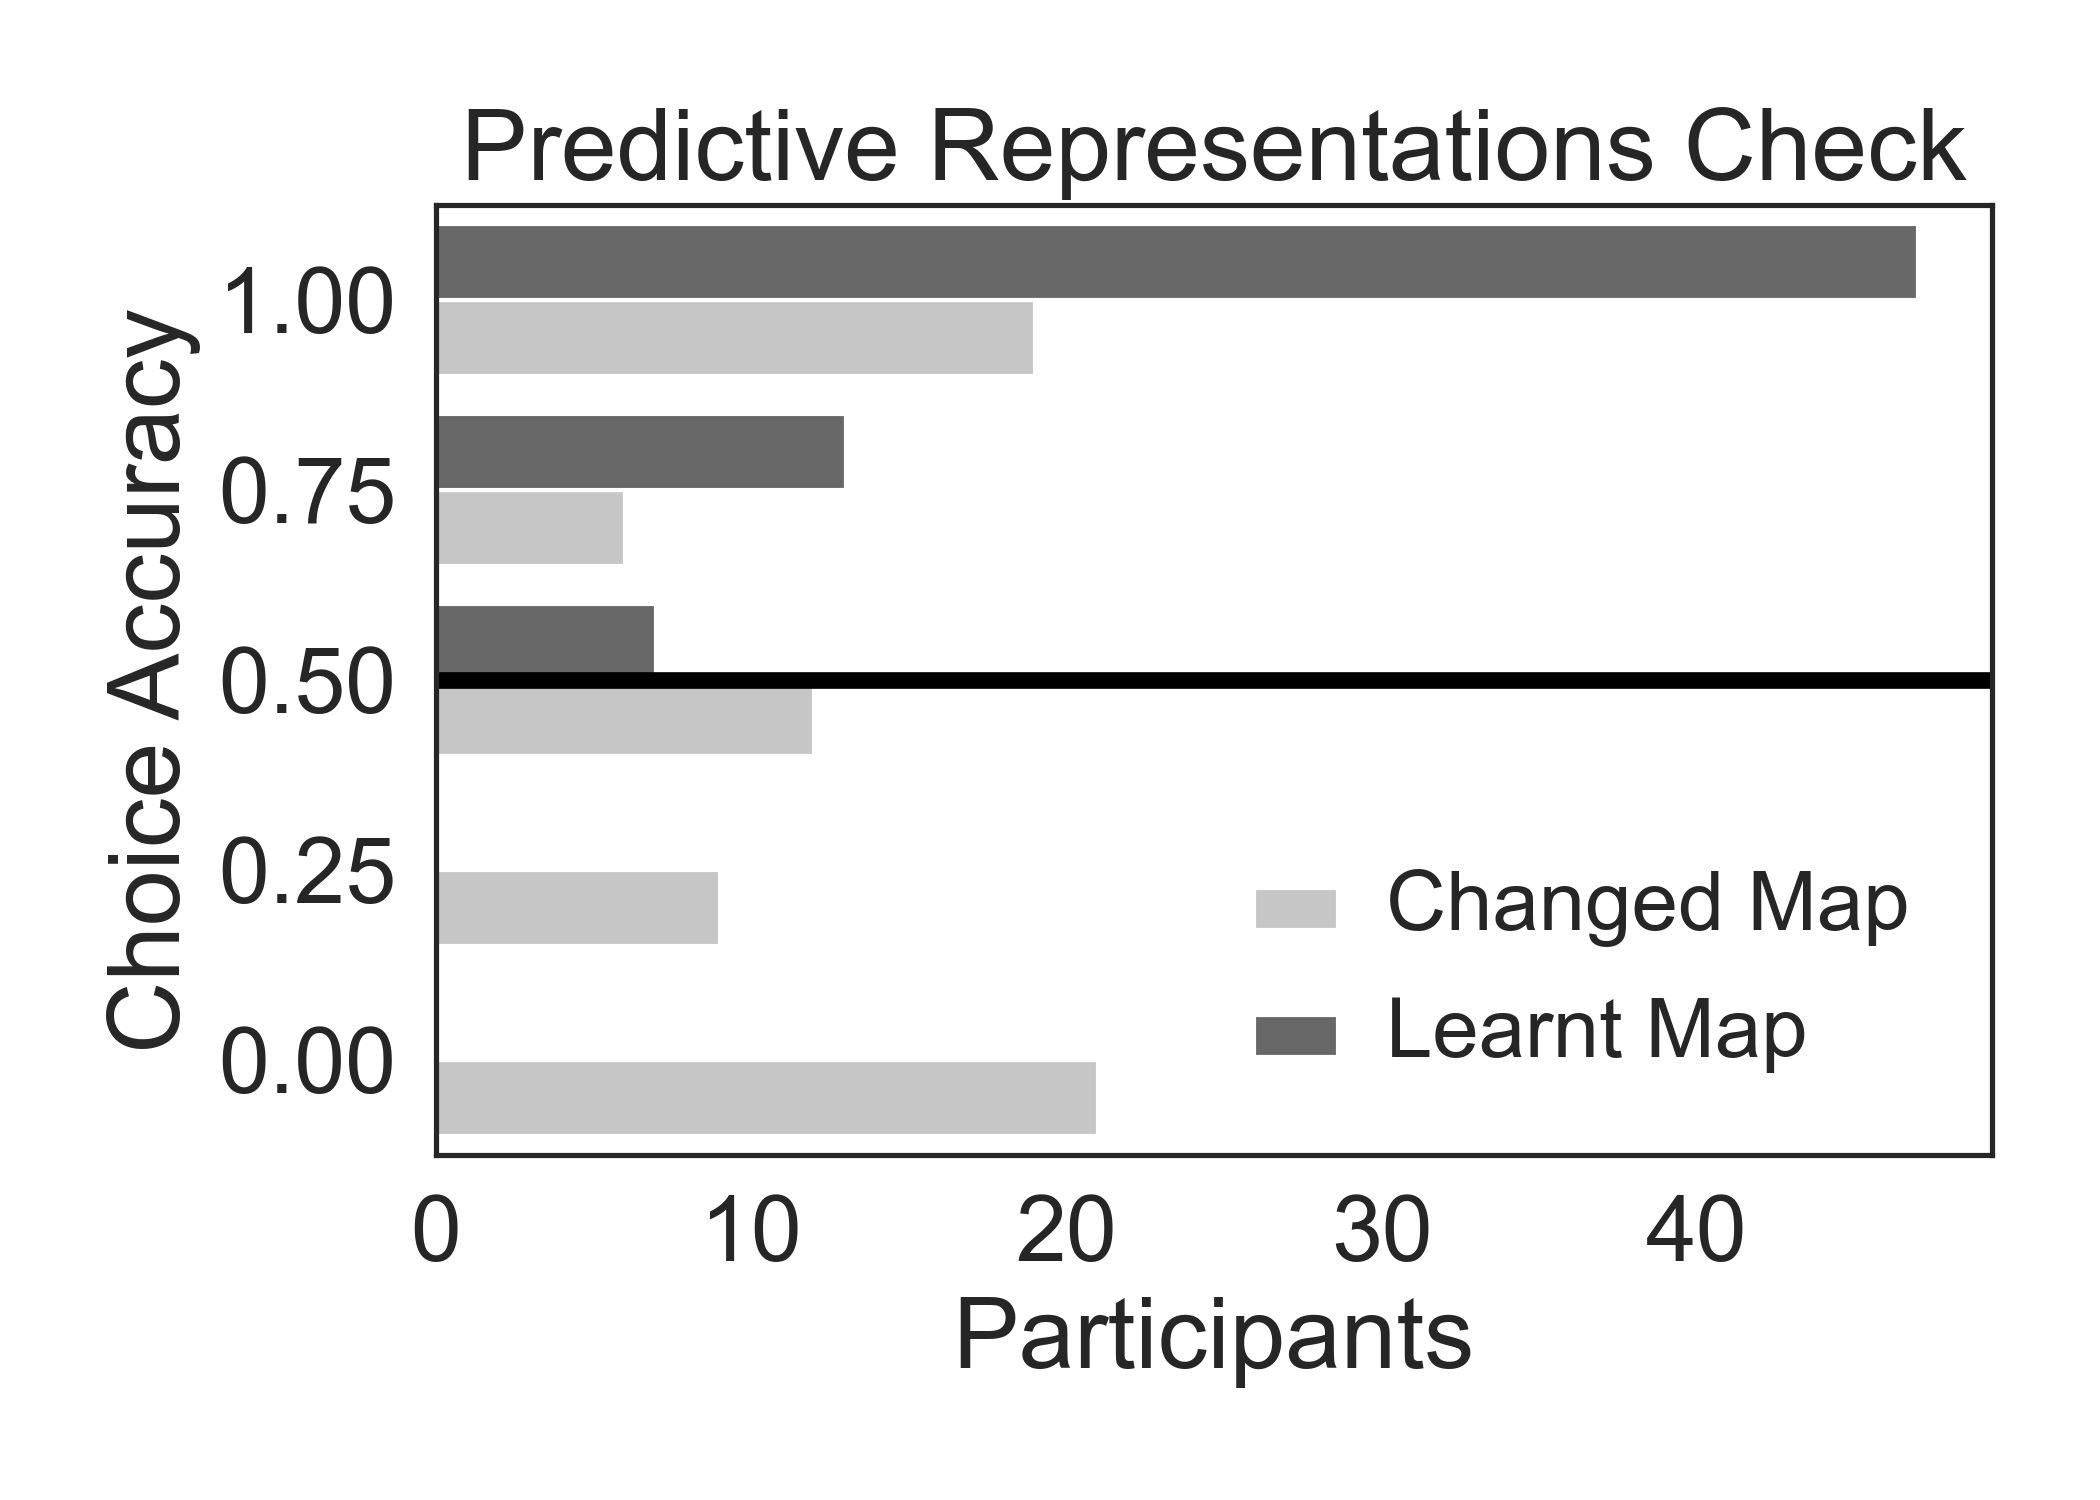 Predictive Representations Check
Choice Accuracy
1.00
0.75
0.50
0.25
0.00
Changed Map
Learnt Map
0 10 20 30 40
Participants